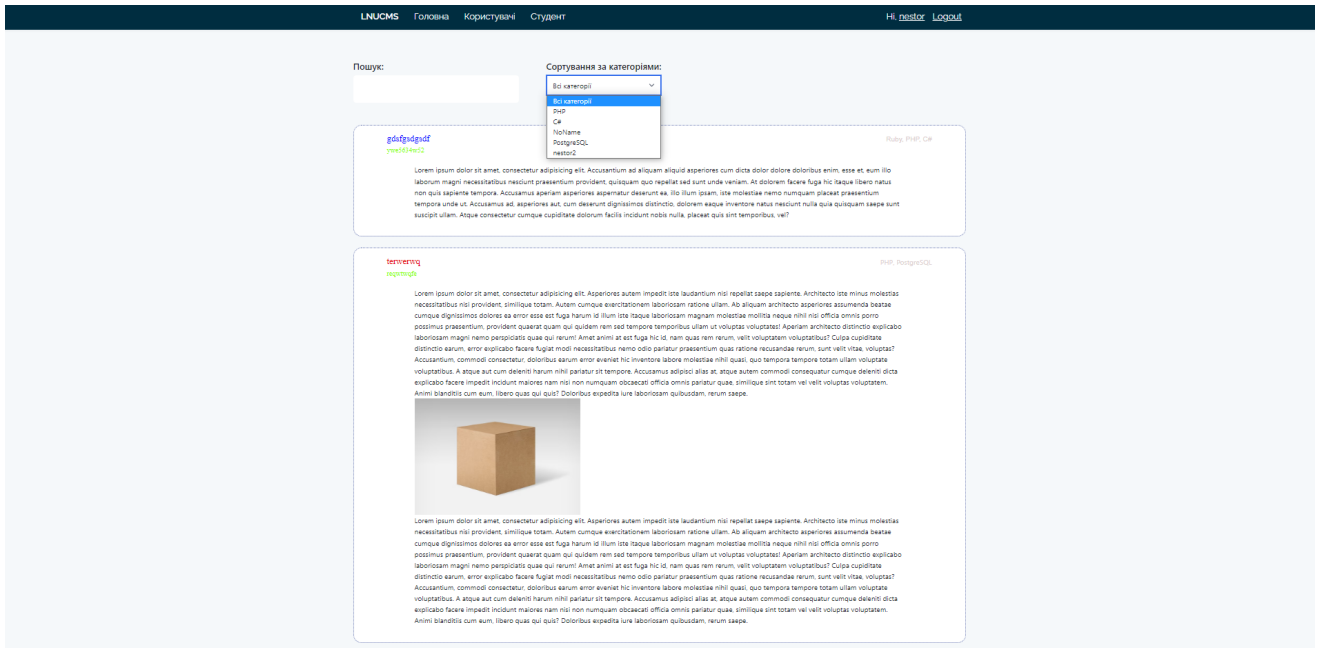 LNUCMS Головна Користувачі Студент Hi, nestor Logout
Пошук:
Сортування за категоріями:
Всі категорії
Всі категорії
PHP
C#
NoName
PostgreSQL
nestor2
gdsfgsdgsdf
Ruby, PHP, C#
Lorem ipsum dolor sit amet, consectetur adipisicing elit. Accusantium ad aliquam aliquid asperiores cum dicta dolor dolore doloribus enim, esse et, eum illo
laborum magni necessitatibus nesciunt praesentium provident, quisquam quo repellat sed sunt unde veniam. At dolorem facere fuga hic itaque libero natus
non quis sapiente tempora. Accusamus aperiam asperiores aspernatur deserunt ea, illo illum ipsam, iste molestiae nemo numquam placeat praesentium
tempora unde ut. Accusamus ad, asperiores aut, cum deserunt dignissimos distinctio, dolorem eaque inventore natus nesciunt nulla quia quisquam saepe sunt
suscipit ullam. Atque consectetur cumque cupiditate dolorum facilis incidunt nobis nulla, placeat quis sint temporibus, vel?
terwerwq
PHP, PostgreSQL
Lorem ipsum dolor sit amet, consectetur adipisicing elit. Asperiores autem impedit iste laudantium nisi repellat saepe sapiente. Architecto iste minus molestias
necessitatibus nisi provident, similique totam. Autem cumque exercitationem laboriosam ratione ullam. Ab aliquam architecto asperiores assumenda beatae
cumque dignissimos dolores ea error esse est fuga harum id illum iste itaque laboriosam magnam molestiae mollitia neque nihil nisi officia omnis porro
possimus praesentium, provident quaerat quam qui quidem rem sed tempore temporibus ullam ut voluptas voluptates! Aperiam architecto distinctio explicabo
laboriosam magni nemo perspiciatis quae qui rerum! Amet animi at est fuga hic id, nam quas rem rerum, velit voluptatem voluptatibus? Culpa cupiditate
distinctio earum, error explicabo facere fugiat modi necessitatibus nemo odio pariatur praesentium quas ratione recusandae rerum, sunt velit vitae, voluptas?
Accusantium, commodi consectetur, doloribus earum error eveniet hic inventore labore molestiae nihil quasi, quo tempora tempore totam ullam voluptate
voluptatibus. A atque aut cum deleniti harum nihil pariatur sit tempore. Accusamus adipisci alias at, atque autem commodi consequatur cumque deleniti dicta
explicabo facere impedit incidunt maiores nam nisi non numquam obcaecati officia omnis pariatur quae, similique sint totam vel velit voluptas voluptatem.
Animi blanditiis cum eum, libero quas qui quis? Doloribus expedita iure laboriosam quibusdam, rerum saepe.
Lorem ipsum dolor sit amet, consectetur adipisicing elit. Asperiores autem impedit iste laudantium nisi repellat saepe sapiente. Architecto iste minus molestias
necessitatibus nisi provident, similique totam. Autem cumque exercitationem laboriosam ratione ullam. Ab aliquam architecto asperiores assumenda beatae
cumque dignissimos dolores ea error esse est fuga harum id illum iste itaque laboriosam magnam molestiae mollitia neque nihil nisi officia omnis porro
possimus praesentium, provident quaerat quam qui quidem rem sed tempore temporibus ullam ut voluptas voluptates! Aperiam architecto distinctio explicabo
laboriosam magni nemo perspiciatis quae qui rerum! Amet animi at est fuga hic id, nam quas rem rerum, velit voluptatem voluptatibus? Culpa cupiditate
distinctio earum, error explicabo facere fugiat modi necessitatibus nemo odio pariatur praesentium quas ratione recusandae rerum, sunt velit vitae, voluptas?
Accusantium, commodi consectetur, doloribus earum error eveniet hic inventore labore molestiae nihil quasi, quo tempora tempore totam ullam voluptate
voluptatibus. A atque aut cum deleniti harum nihil pariatur sit tempore. Accusamus adipisci alias at, atque autem commodi consequatur cumque deleniti dicta
explicabo facere impedit incidunt maiores nam nisi non numquam obcaecati officia omnis pariatur quae, similique sint totam vel velit voluptas voluptatem.
Animi blanditiis cum eum, libero quas qui quis? Doloribus expedita iure laboriosam quibusdam, rerum saepe.